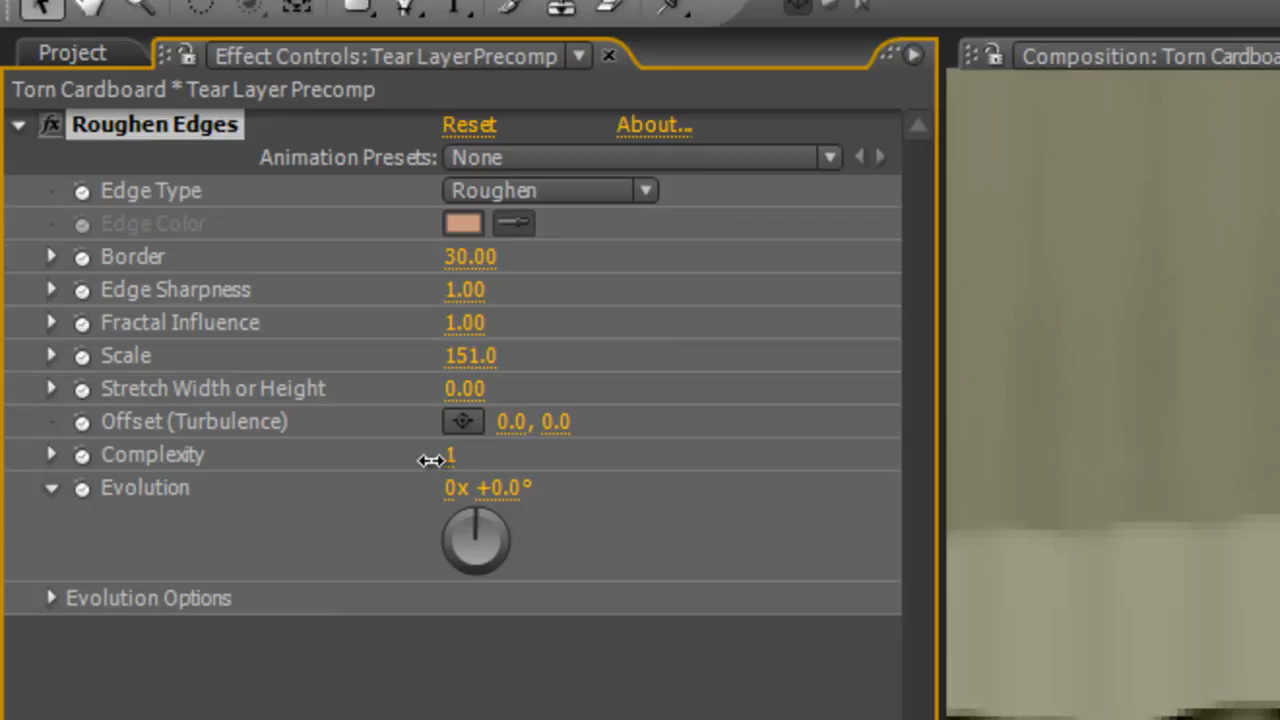 Project
Effect Controls: Tear Layer Precomp
Composition: Torn Cardboa
Torn Cardboard * Tear Layer Precomp
fx Roughen Edges Reset About...
Animation Presets: None
Edge Type Roughen
Edge Color
Border 30.00
Edge Sharpness 1.00
Fractal Influence 1.00
Scale 151.0
Stretch Width or Height 0.00
Offset (Turbulence) 0.0, 0.0
Complexity 1
Evolution 0x +0.0°
Evolution Options